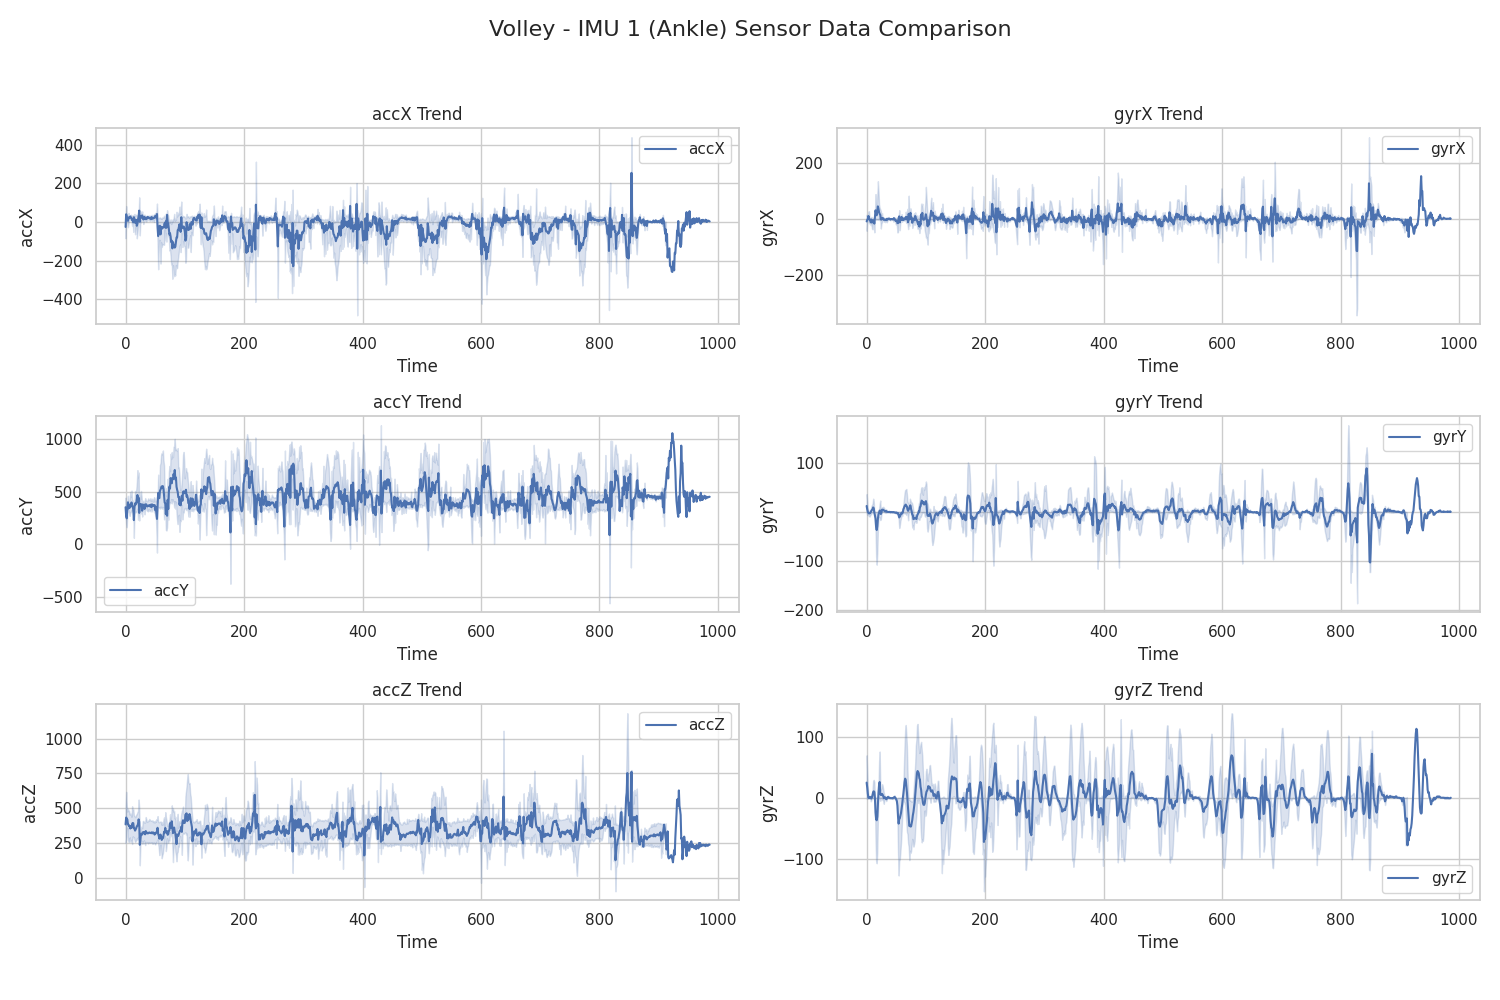 Volley - IMU 1 (Ankle) Sensor Data Comparison
accX Trend
400
200
0
−200
−400
accX
accX
0 200 400 600 800 1000
Time
gyrX Trend
200
0
−200
gyrX
gyrX
0 200 400 600 800 1000
Time
accY Trend
1000
500
0
−500
accY
accY
0 200 400 600 800 1000
Time
gyrY Trend
100
0
−100
−200
gyrY
gyrY
0 200 400 600 800 1000
Time
accZ Trend
1000
750
500
250
0
accZ
accZ
0 200 400 600 800 1000
Time
gyrZ Trend
100
0
−100
gyrZ
gyrZ
0 200 400 600 800 1000
Time